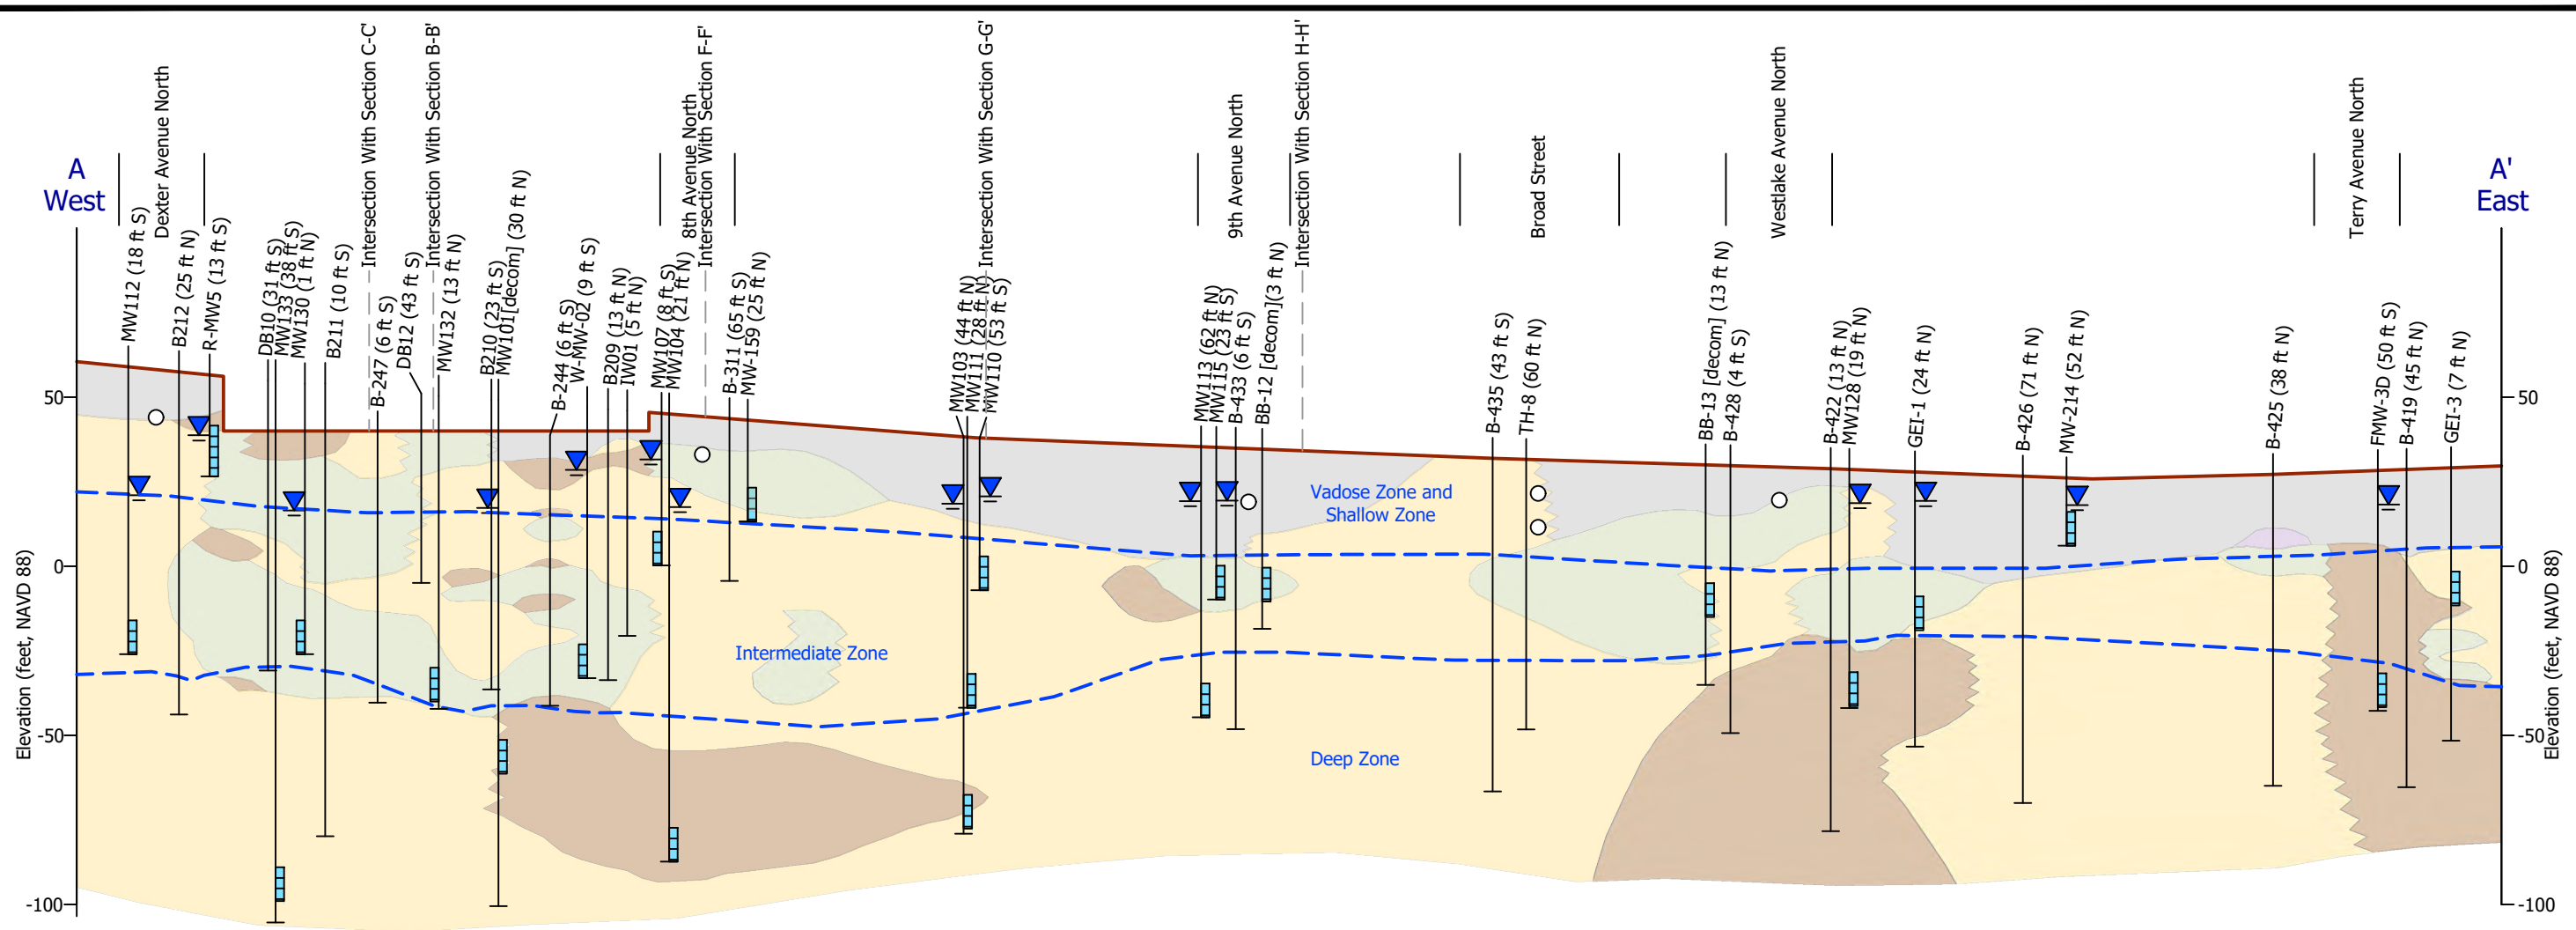 A
West
Dexter Avenue North
Intersection With Section C-C'
Intersection With Section B-B'
8th Avenue North
Intersection With Section F-F'
Intersection With Section G-G'
9th Avenue North
Intersection With Section H-H'
Broad Street
Westlake Avenue North
Terry Avenue North
A'
East
MW112 (18 ft S)
B212 (25 ft N)
R-MW5 (13 ft S)
DB10 (31 ft S)
MW133 (38 ft S)
MW130 (1 ft N)
B211 (10 ft S)
B-247 (6 ft S)
DB12 (43 ft S)
MW132 (13 ft N)
B210 (23 ft S)
MW101[decom] (30 ft N)
B-244 (6 ft S)
W-MW-02 (9 ft S)
B209 (13 ft N)
IW01 (5 ft N)
MW107 (8 ft S)
MW104 (21 ft N)
B-311 (65 ft S)
MW-159 (25 ft N)
MW103 (44 ft N)
MW111 (28 ft N)
MW110 (53 ft S)
MW113 (62 ft N)
MW115 (23 ft S)
B-433 (6 ft S)
BB-12 [decom](3 ft N)
B-435 (43 ft S)
TH-8 (60 ft N)
BB-13 [decom] (13 ft N)
B-428 (4 ft S)
B-422 (13 ft N)
MW128 (19 ft N)
GEI-1 (24 ft N)
B-426 (71 ft N)
MW-214 (52 ft N)
B-425 (38 ft N)
FMW-3D (50 ft S)
B-419 (45 ft N)
GEI-3 (7 ft N)
50
0
-50
-100
Elevation (feet, NAVD 88)
Vadose Zone and
Shallow Zone
Intermediate Zone
Deep Zone
50
0
-50
-100
Elevation (feet, NAVD 88)